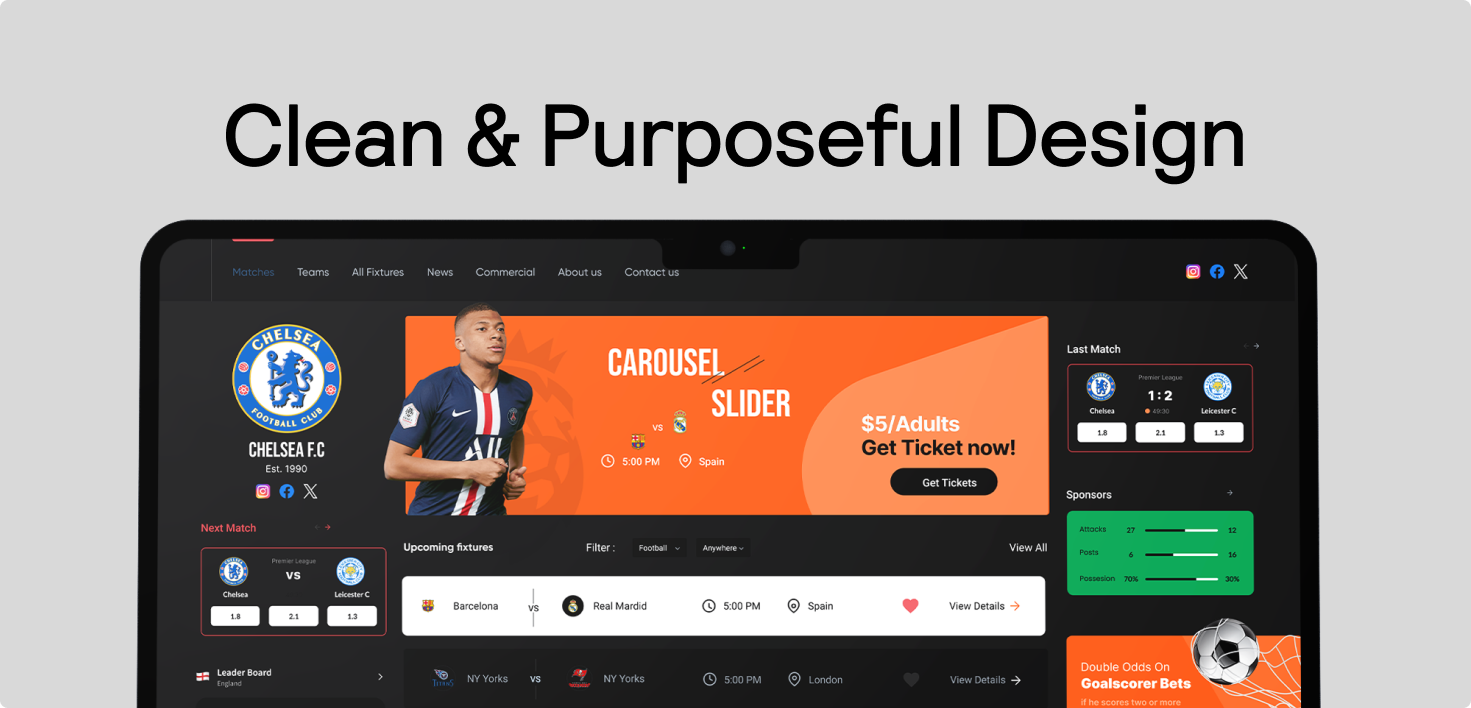 Clean & Purposeful Design
Matches Teams All Fixtures News Commercial About us Contact us
CHELSEA
FOOTBALL CLUB
CHELSEA F.C
Est. 1990
Next Match
Premier League
VS
Chelsea Leicester C
1.8 2.1 1.3
Leader Board
England
CAROUSEL
SLIDER
VS
5:00 PM Spain
$5/Adults
Get Ticket now!
Get Tickets
Upcoming fixtures Filter : Football Anywhere View All
Barcelona VS Real Mardid 5:00 PM Spain View Details
NY Yorks VS NY Yorks 5:00 PM London View Details
Last Match
Premier League
1 : 2
49:30
Chelsea Leicester C
1.8 2.1 1.3
Sponsors
Attacks 27 12
Posts 6 16
Possesion 70% 30%
Double Odds On
Goalscorer Bets
if he scores two or more